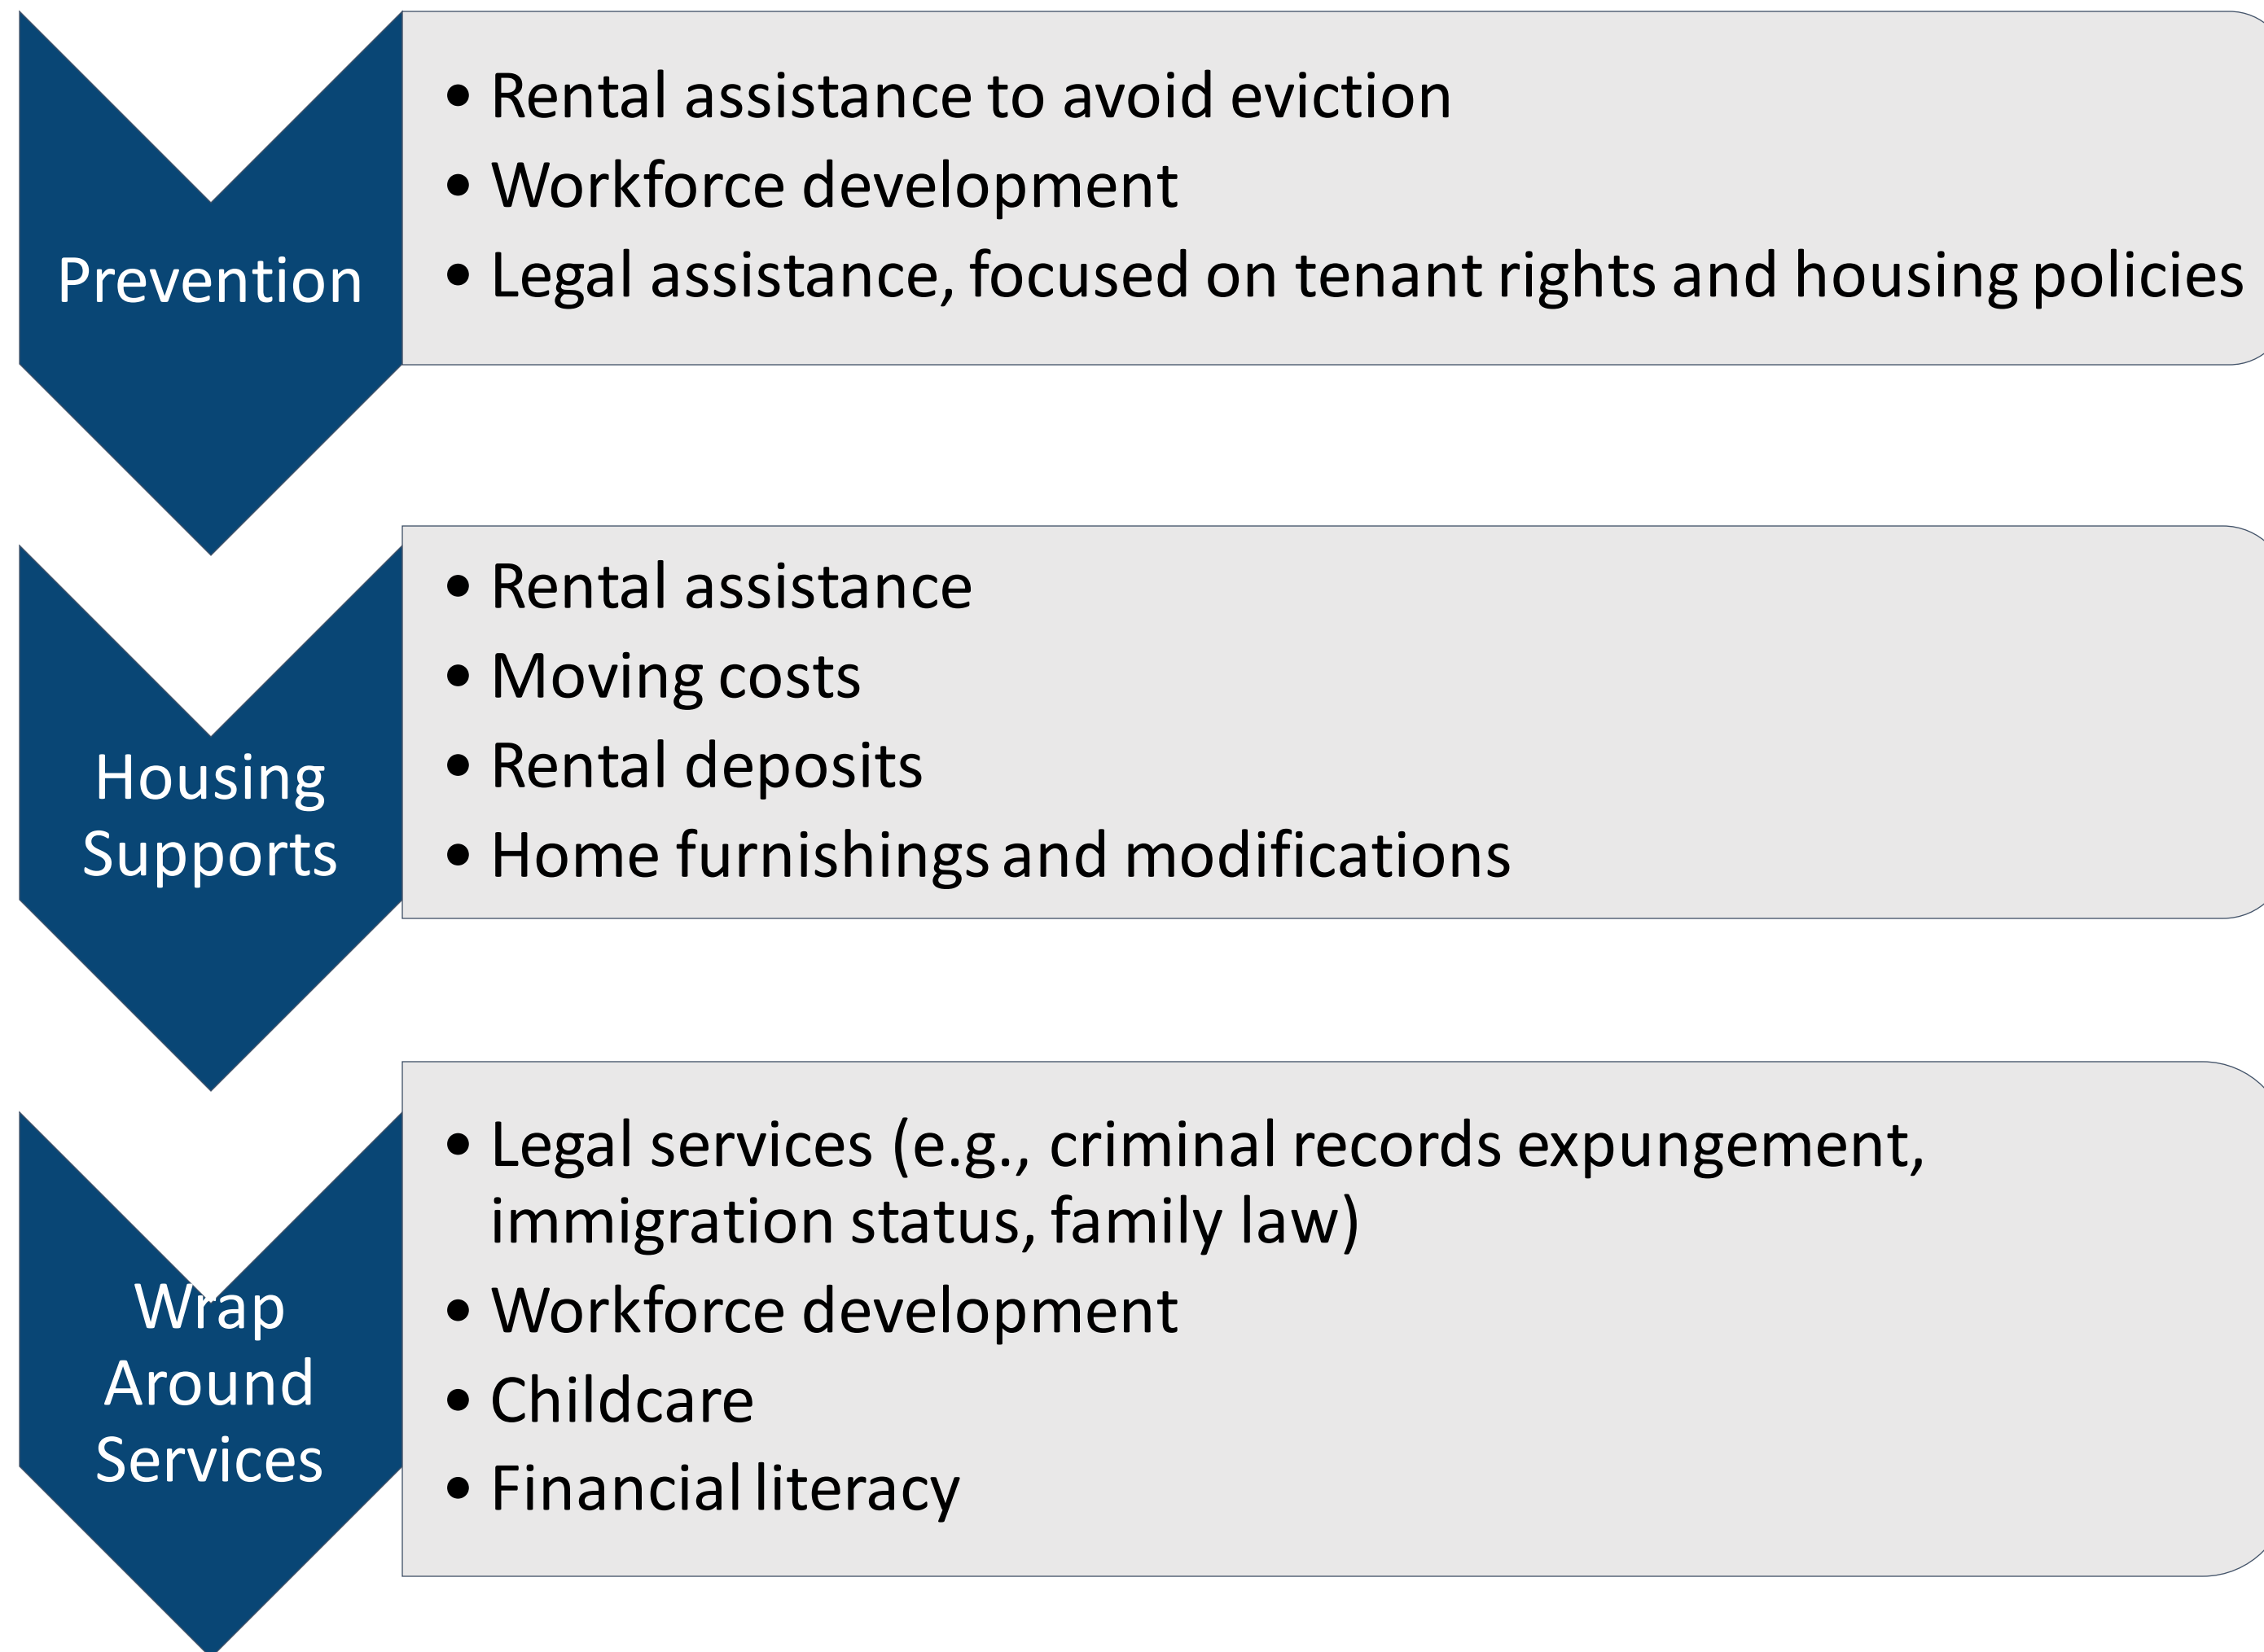 Prevention
• Rental assistance to avoid eviction
• Workforce development
• Legal assistance, focused on tenant rights and housing policies
Housing
Supports
• Rental assistance
• Moving costs
• Rental deposits
• Home furnishings and modifications
Wrap
Around
Services
• Legal services (e.g., criminal records expungement,
immigration status, family law)
• Workforce development
• Childcare
• Financial literacy